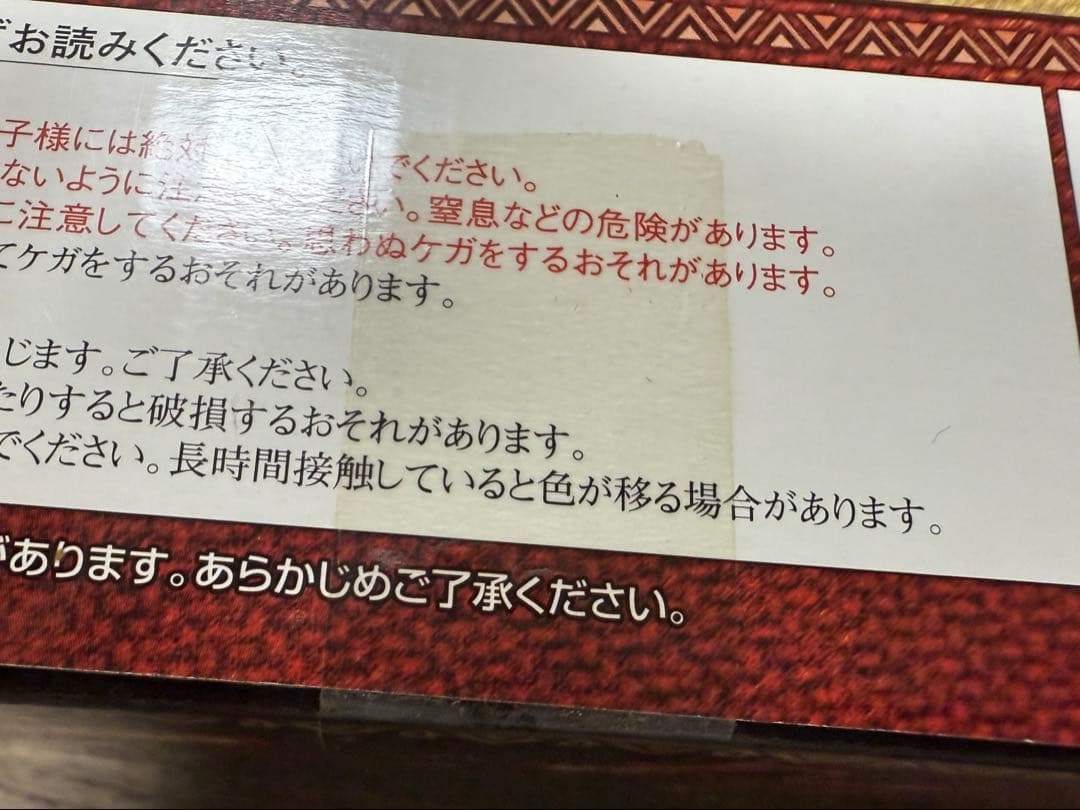 お読みください。
子様には絶対 でください。
ないように注 さい。窒息などの危険があります。
ご注意してください。思わぬケガをするおそれがあります。
てケガをするおそれがあります。
じます。ご了承ください。
たりすると破損するおそれがあります。
でください。長時間接触していると色が移る場合があります。
があります。あらかじめご了承ください。